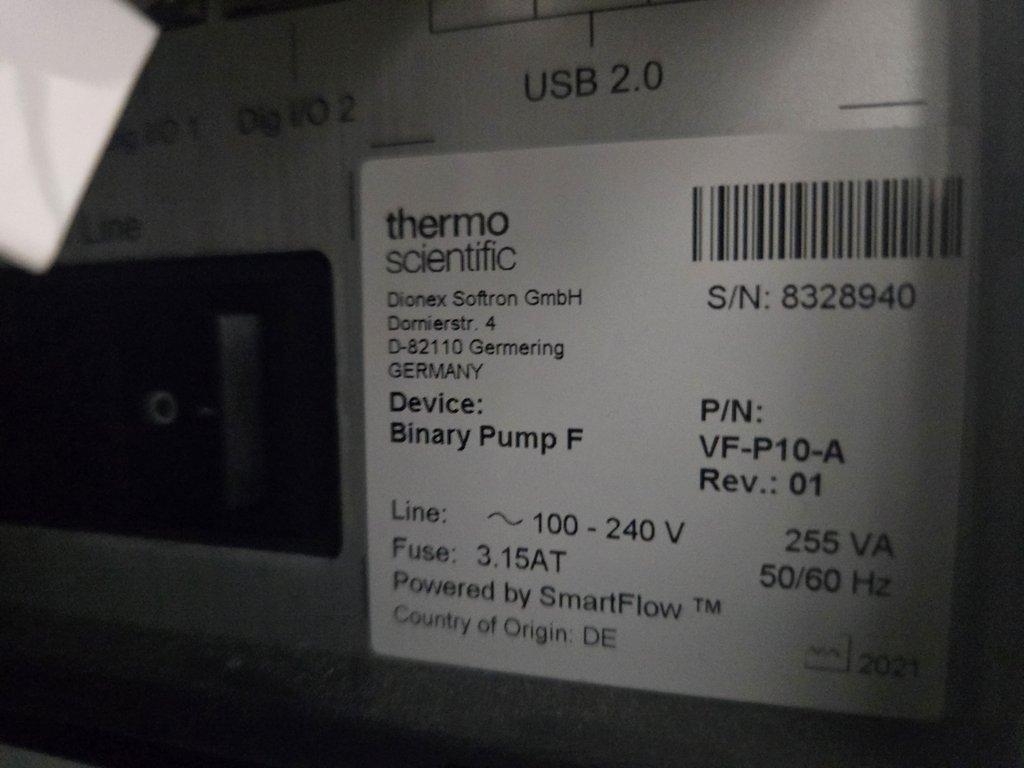 USB 2.0
Dig I/O 1
Dig I/O 2
Line
thermo
scientific
Dionex Softron GmbH
Dornierstr. 4
D-82110 Germering
GERMANY
Device:
Binary Pump F
S/N: 8328940
P/N:
VF-P10-A
Rev.: 01
Line: ~ 100 - 240 V
255 VA
Fuse: 3.15AT
50/60 Hz
Powered by SmartFlow ™
Country of Origin: DE
2021